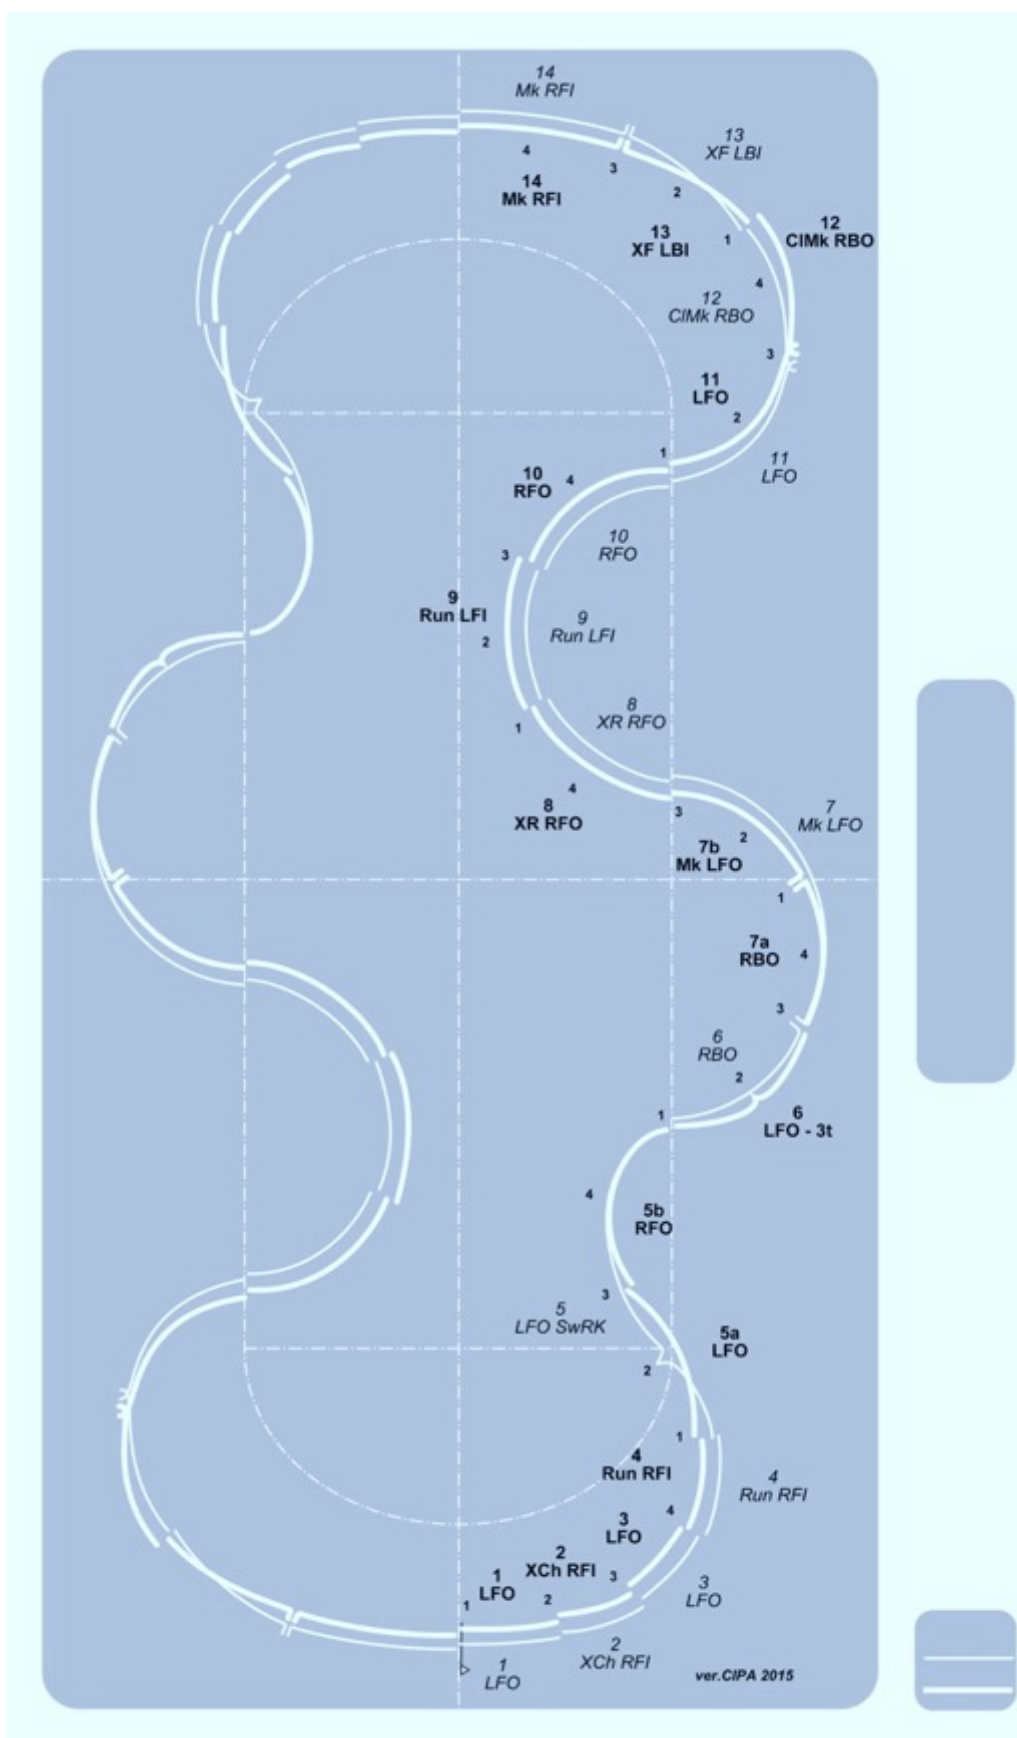 14
Mk RFI
13
XF LBI
4
3
14
Mk RFI
2
12
ClMk RBO
13
XF LBI
1
4
12
ClMk RBO
3
11
LFO
2
1
11
LFO
10
RFO
4
10
RFO
3
9
Run LFI
9
Run LFI
2
8
XR RFO
1
4
8
XR RFO
3
7
Mk LFO
2
7b
Mk LFO
1
7a
RBO
4
3
6
RBO
2
1
6
LFO - 3t
4
5b
RFO
3
5
LFO SwRK
5a
LFO
2
1
4
Run RFI
4
Run RFI
4
3
LFO
2
XCh RFI
3
1
LFO
2
1
3
LFO
2
XCh RFI
1
LFO
ver.CIPA 2015